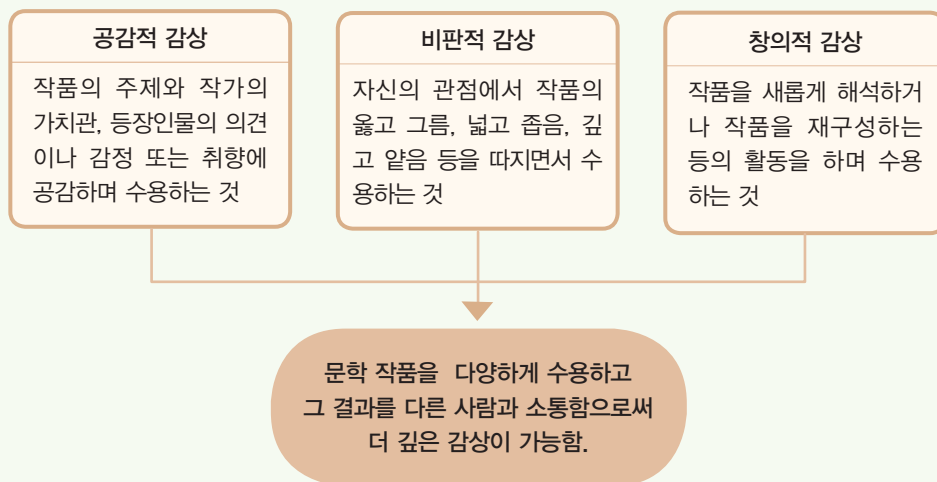 공감적 감상
작품의 주제와 작가의
가치관, 등장인물의 의견
이나 감정 또는 취향에
공감하며 수용하는 것
비판적 감상
자신의 관점에서 작품의
옳고 그름, 넓고 좁음, 깊
고 얕음 등을 따지면서 수
용하는 것
창의적 감상
작품을 새롭게 해석하거
나 작품을 재구성하는
등의 활동을 하며 수용
하는 것
문학 작품을 다양하게 수용하고
그 결과를 다른 사람과 소통함으로써
더 깊은 감상이 가능함.